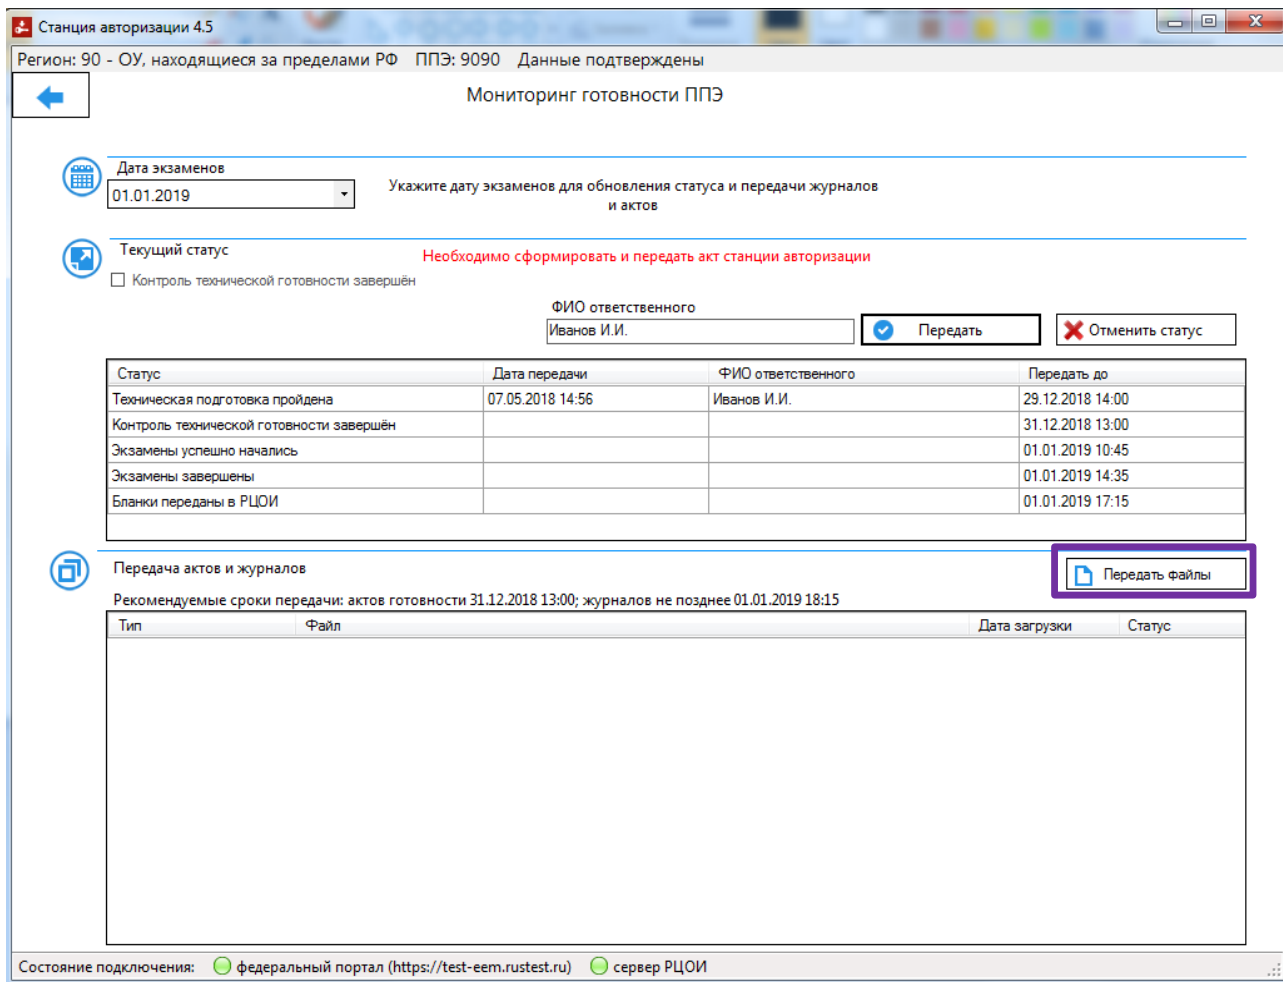 Станция авторизации 4.5
Регион: 90 - ОУ, находящиеся за пределами РФ ППЭ: 9090 Данные подтверждены
Мониторинг готовности ППЭ
Дата экзаменов
01.01.2019
Укажите дату экзаменов для обновления статуса и передачи журналов
и актов
Текущий статус
Необходимо сформировать и передать акт станции авторизации
Контроль технической готовности завершён
ФИО ответственного
Иванов И.И.
Передать
Отменить статус
Статус Дата передачи ФИО ответственного Передать до
Техническая подготовка пройдена 07.05.2018 14:56 Иванов И.И. 29.12.2018 14:00
Контроль технической готовности завершён 31.12.2018 13:00
Экзамены успешно начались 01.01.2019 10:45
Экзамены завершены 01.01.2019 14:35
Бланки переданы в РЦОИ 01.01.2019 17:15
Передача актов и журналов
Передать файлы
Рекомендуемые сроки передачи: актов готовности 31.12.2018 13:00; журналов не позднее 01.01.2019 18:15
Тип Файл Дата загрузки Статус
Состояние подключения: федеральный портал (https://test-eem.rustest.ru) сервер РЦОИ